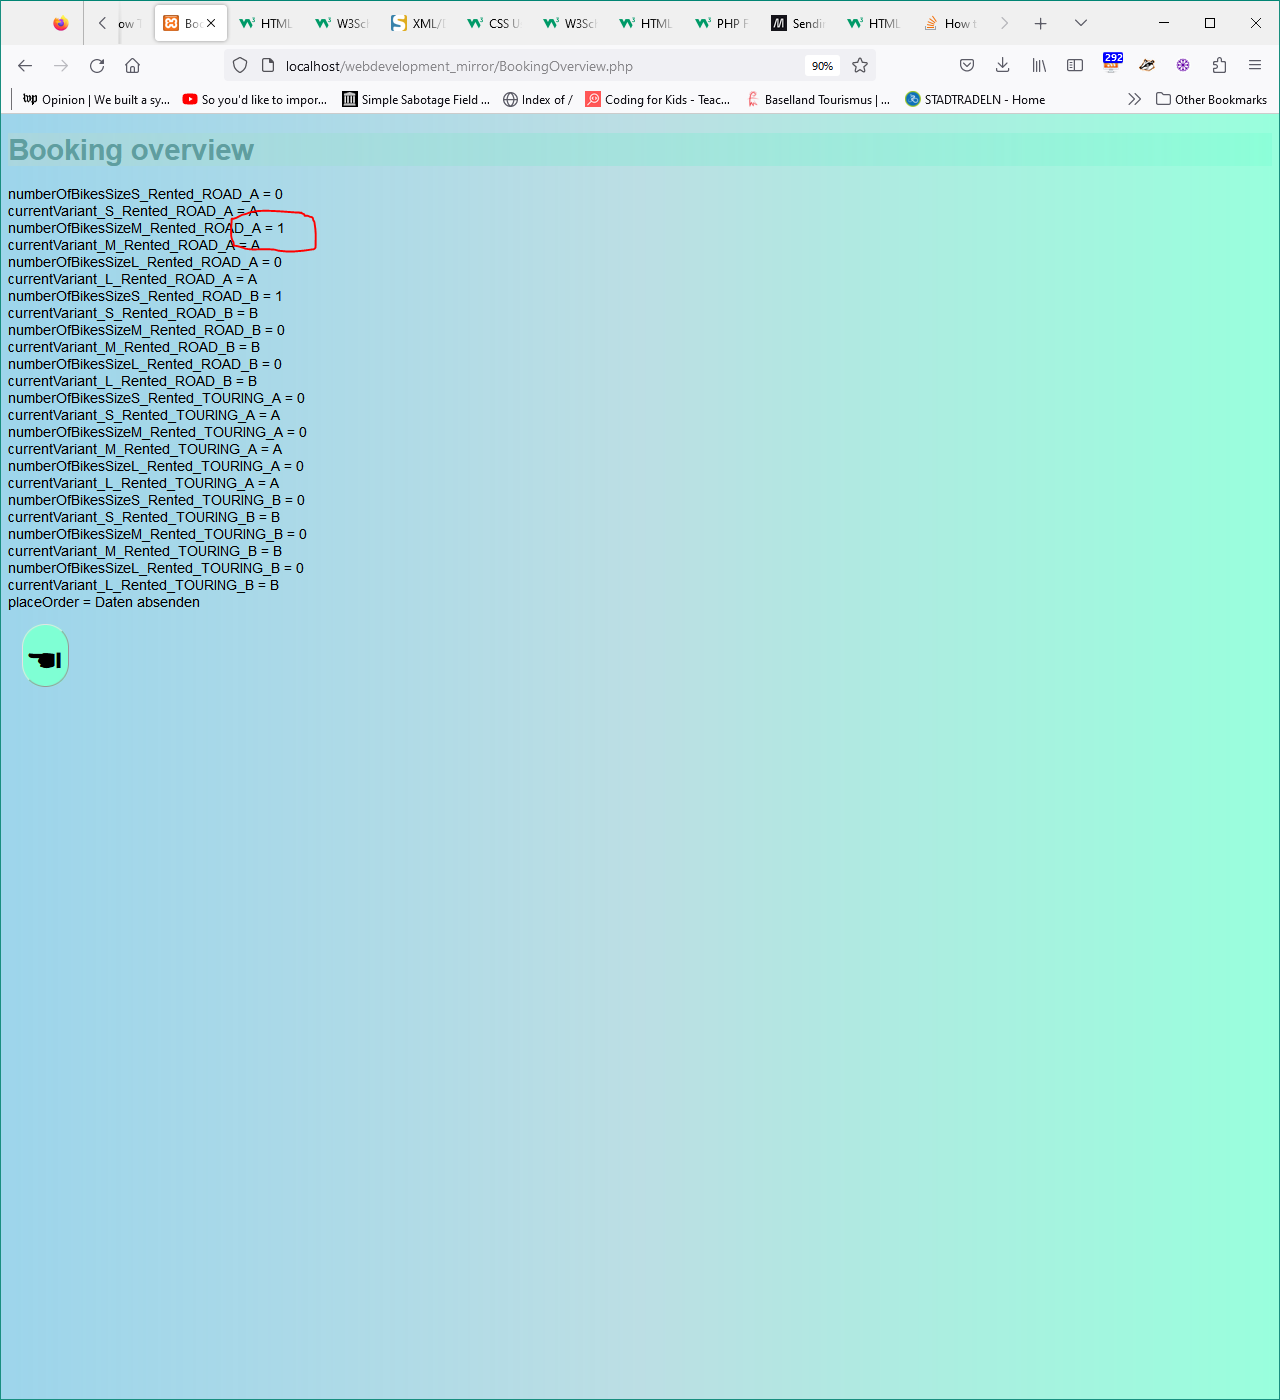 ow T
Boo
HTML
W3Sch
XML/
CSS U
W3Sch
HTML
PHP F
Sendin
HTML
How t
localhost/webdevelopment_mirror/BookingOverview.php
90%
292
Opinion | We built a sy...
So you'd like to impor...
Simple Sabotage Field ...
Index of /
Coding for Kids - Teac...
Baselland Tourismus | ...
STADTRADELN - Home
Other Bookmarks
Booking overview
numberOfBikesSizeS_Rented_ROAD_A = 0
currentVariant_S_Rented_ROAD_A = A
numberOfBikesSizeM_Rented_ROAD_A = 1
currentVariant_M_Rented_ROAD_A = A
numberOfBikesSizeL_Rented_ROAD_A = 0
currentVariant_L_Rented_ROAD_A = A
numberOfBikesSizeS_Rented_ROAD_B = 1
currentVariant_S_Rented_ROAD_B = B
numberOfBikesSizeM_Rented_ROAD_B = 0
currentVariant_M_Rented_ROAD_B = B
numberOfBikesSizeL_Rented_ROAD_B = 0
currentVariant_L_Rented_ROAD_B = B
numberOfBikesSizeS_Rented_TOURING_A = 0
currentVariant_S_Rented_TOURING_A = A
numberOfBikesSizeM_Rented_TOURING_A = 0
currentVariant_M_Rented_TOURING_A = A
numberOfBikesSizeL_Rented_TOURING_A = 0
currentVariant_L_Rented_TOURING_A = A
numberOfBikesSizeS_Rented_TOURING_B = 0
currentVariant_S_Rented_TOURING_B = B
numberOfBikesSizeM_Rented_TOURING_B = 0
currentVariant_M_Rented_TOURING_B = B
numberOfBikesSizeL_Rented_TOURING_B = 0
currentVariant_L_Rented_TOURING_B = B
placeOrder = Daten absenden